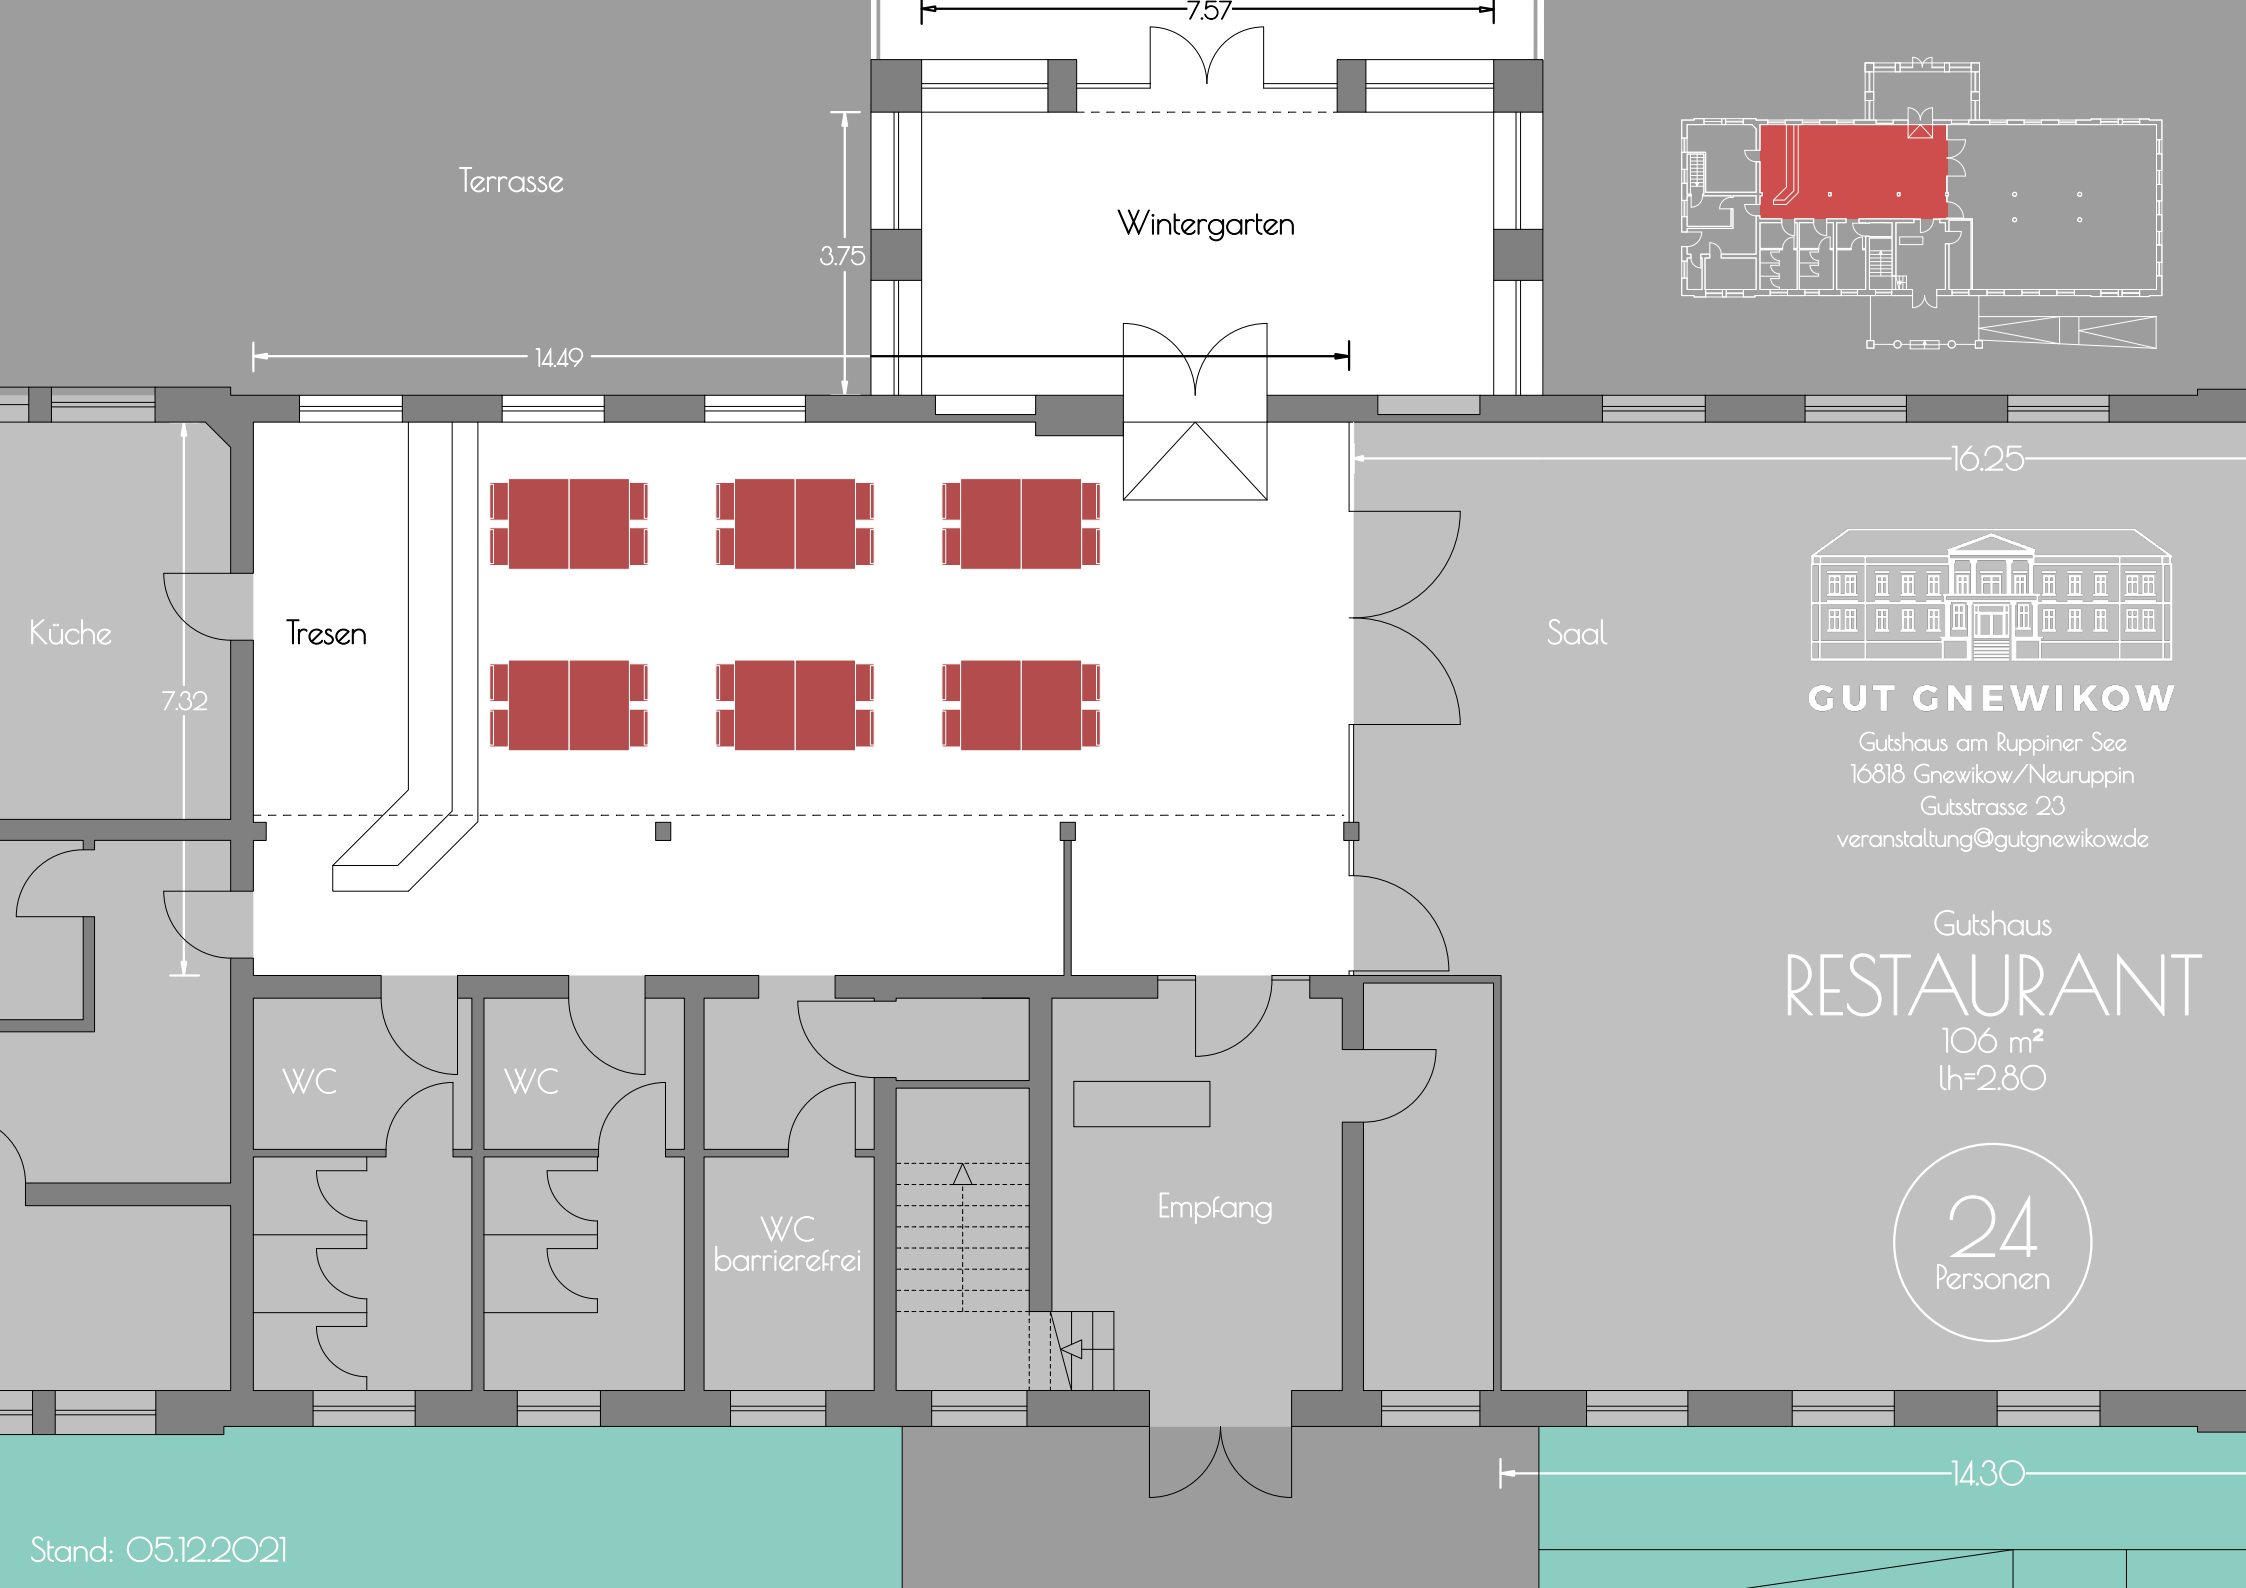 7.57
Terrasse
Wintergarten
3.75
14.49
16.25
Küche
Tresen
Saal
7.32
GUT GNEWIKOW
Gutshaus am Ruppiner See
16818 Gnewikow/Neuruppin
Gutsstrasse 23
veranstaltung@gutgnewikow.de
Gutshaus
RESTAURANT
106 m²
lh=2.80
WC
WC
WC
barrierefrei
Empfang
24
Personen
14.30
Stand: 05.12.2021